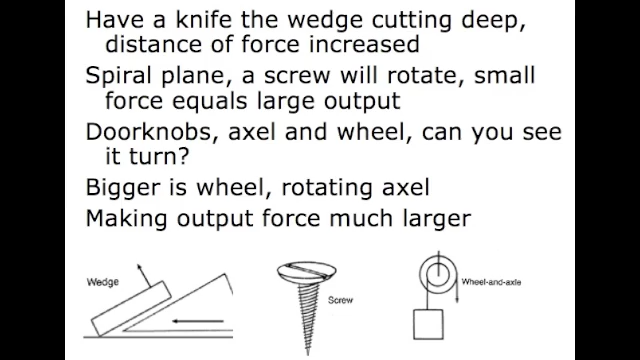 Have a knife the wedge cutting deep,
distance of force increased
Spiral plane, a screw will rotate, small
force equals large output
Doorknobs, axel and wheel, can you see
it turn?
Bigger is wheel, rotating axel
Making output force much larger
Wedge
Screw
Wheel-and-axle